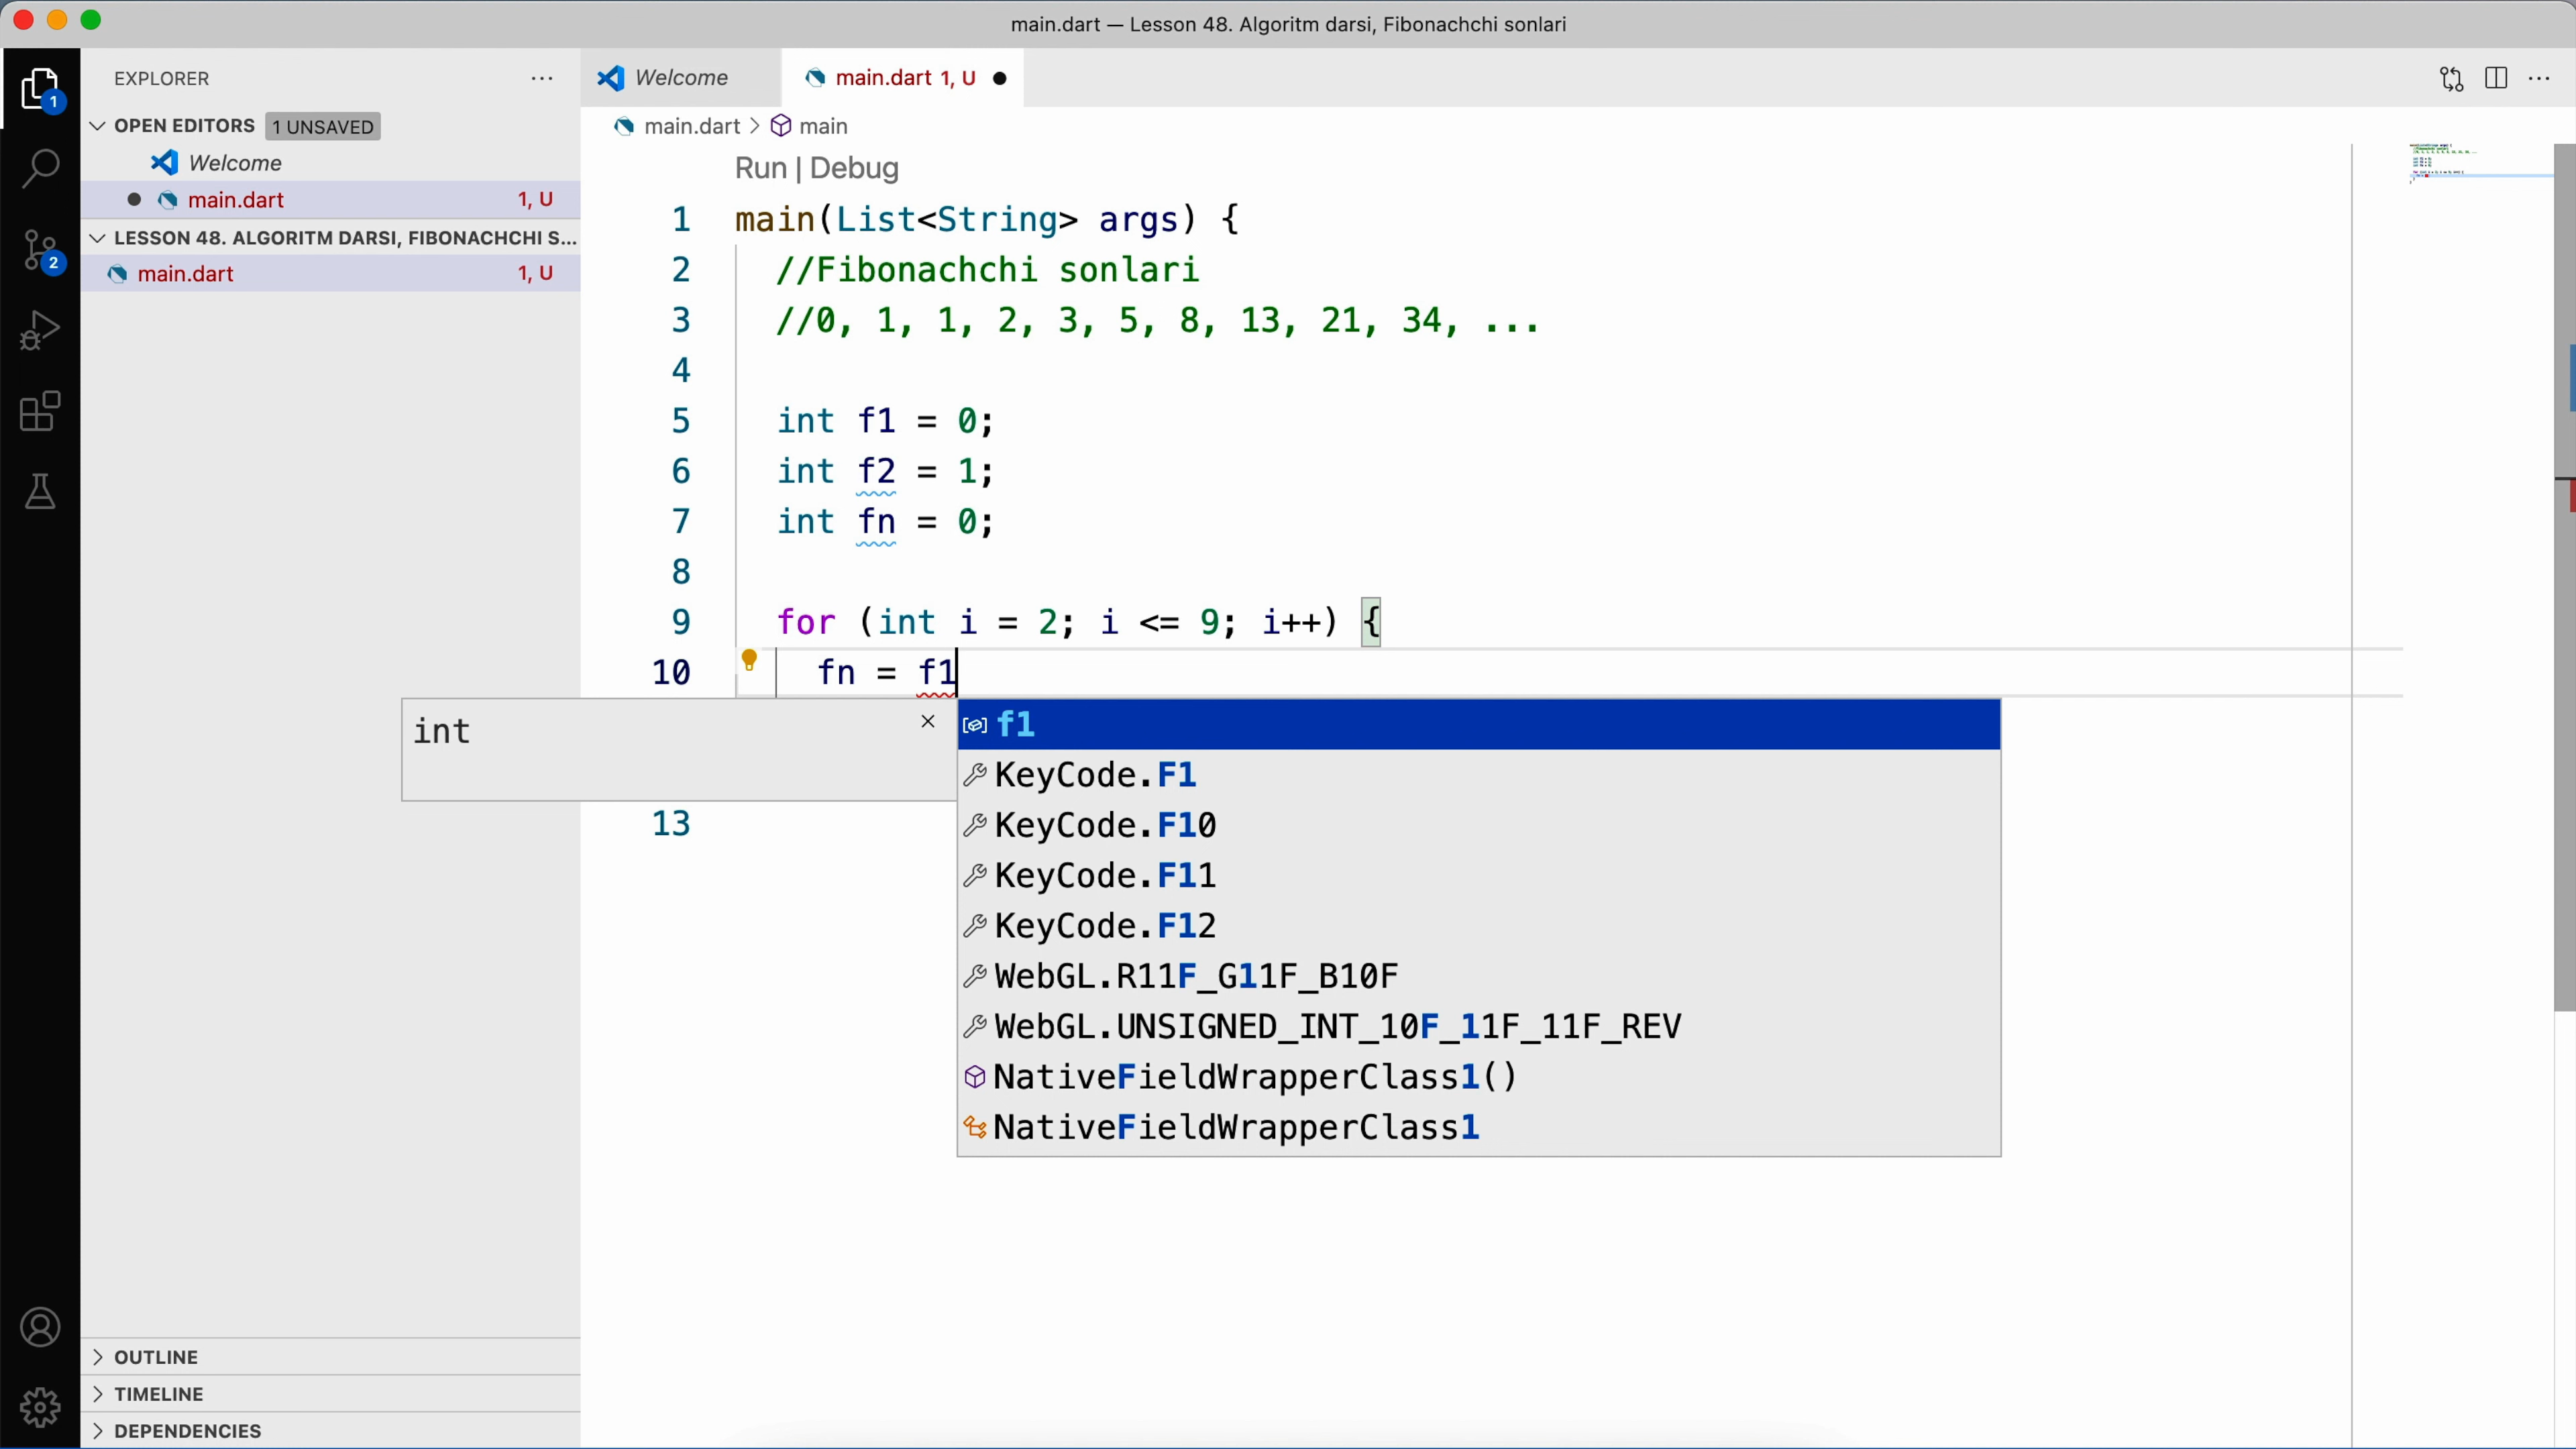 main.dart — Lesson 48. Algoritm darsi, Fibonachchi sonlari
EXPLORER
OPEN EDITORS 1 UNSAVED
Welcome
main.dart 1, U
LESSON 48. ALGORITM DARSI, FIBONACHCHI S...
main.dart 1, U
1
2
OUTLINE
TIMELINE
DEPENDENCIES
Welcome
main.dart 1, U
main.dart > main
Run | Debug
1 main(List<String> args) {
2 //Fibonachchi sonlari
3 //0, 1, 1, 2, 3, 5, 8, 13, 21, 34, ...
4
5 int f1 = 0;
6 int f2 = 1;
7 int fn = 0;
8
9 for (int i = 2; i <= 9; i++) {
10 fn = f1
13
int
f1
KeyCode.F1
KeyCode.F10
KeyCode.F11
KeyCode.F12
WebGL.R11F_G11F_B10F
WebGL.UNSIGNED_INT_10F_11F_11F_REV
NativeFieldWrapperClass1()
NativeFieldWrapperClass1